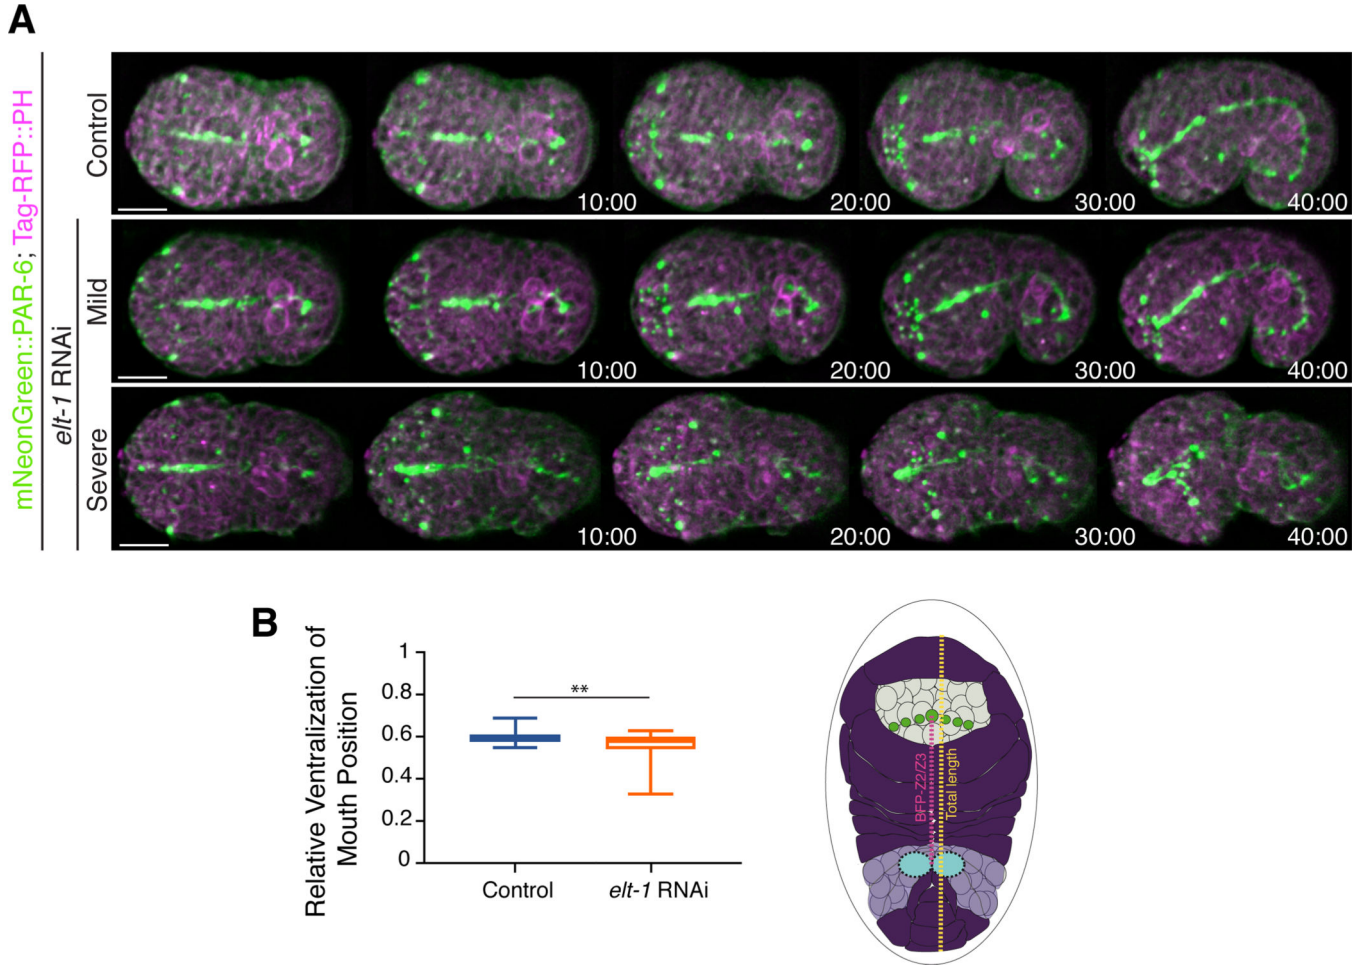 A
mNeonGreen::PAR-6; Tag-RFP::PH
Control
10:00
20:00
30:00
40:00
elt-1 RNAi
Mild
10:00
20:00
30:00
40:00
Severe
10:00
20:00
30:00
40:00
B
Relative Ventralization of
Mouth Position
1
0.8
0.6
0.4
0.2
0
**
Control
elt-1 RNAi
BFP-Z2/Z3
Total length